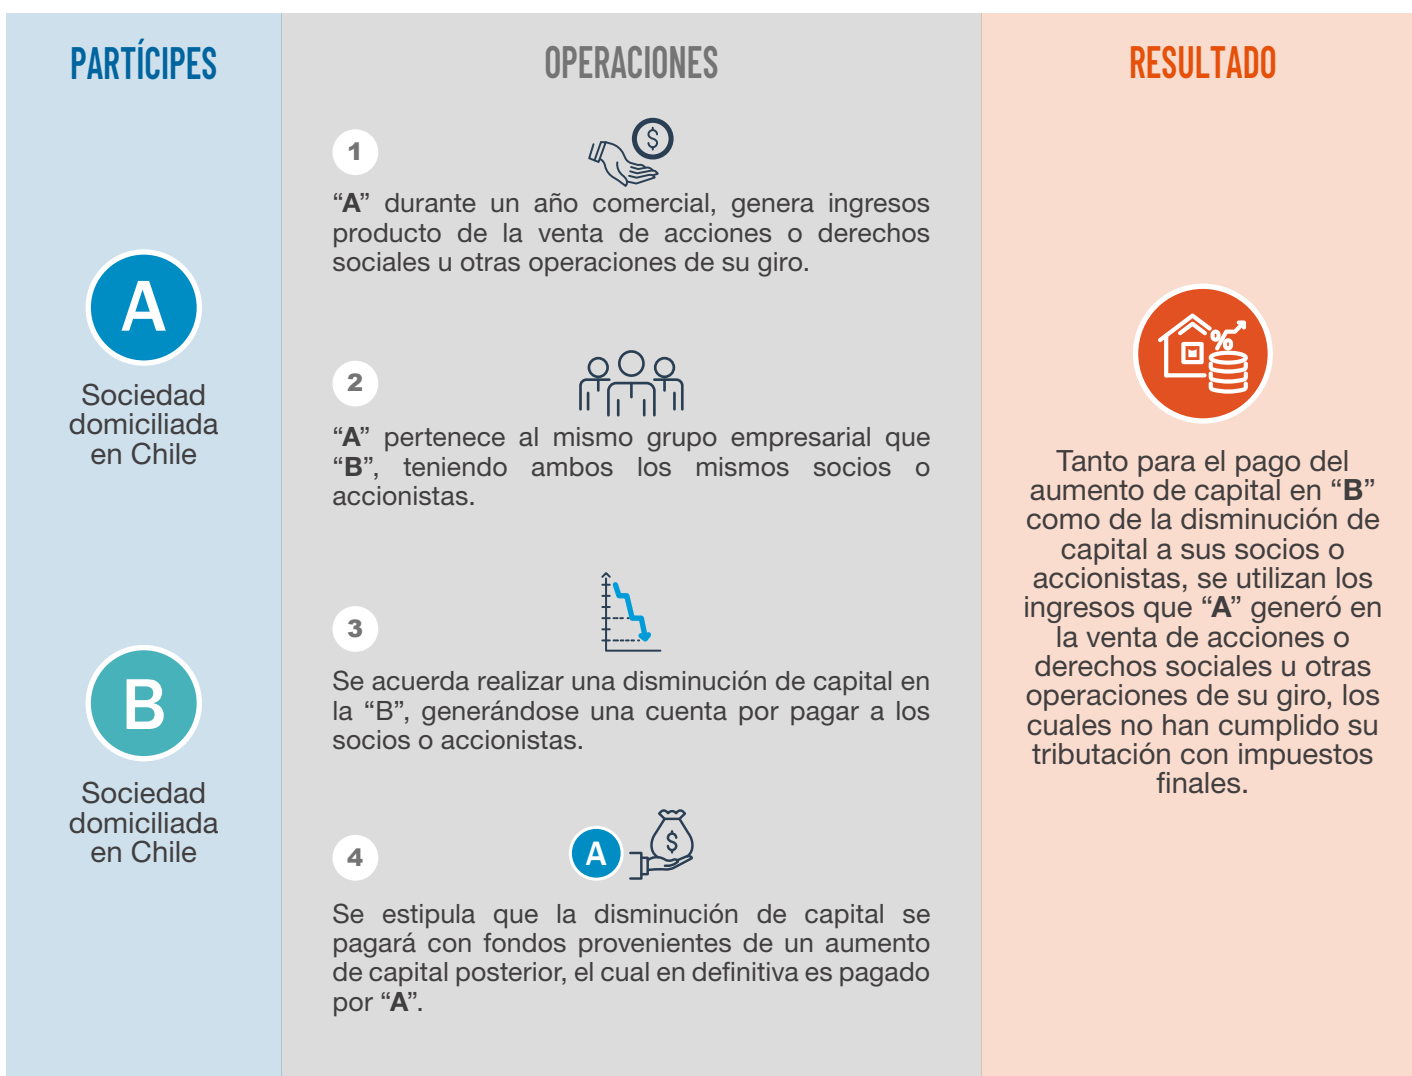 PARTÍCIPES
A
Sociedad
domiciliada
en Chile
B
Sociedad
domiciliada
en Chile
OPERACIONES
1
$
“A” durante un año comercial, genera ingresos
producto de la venta de acciones o derechos
sociales u otras operaciones de su giro.
2
“A” pertenece al mismo grupo empresarial que
“B”, teniendo ambos los mismos socios o
accionistas.
3
Se acuerda realizar una disminución de capital en
la “B”, generándose una cuenta por pagar a los
socios o accionistas.
4
A
$
Se estipula que la disminución de capital se
pagará con fondos provenientes de un aumento
de capital posterior, el cual en definitiva es pagado
por “A”.
RESULTADO
%
Tanto para el pago del
aumento de capital en “B”
como de la disminución de
capital a sus socios o
accionistas, se utilizan los
ingresos que “A” generó en
la venta de acciones o
derechos sociales u otras
operaciones de su giro, los
cuales no han cumplido su
tributación con impuestos
finales.